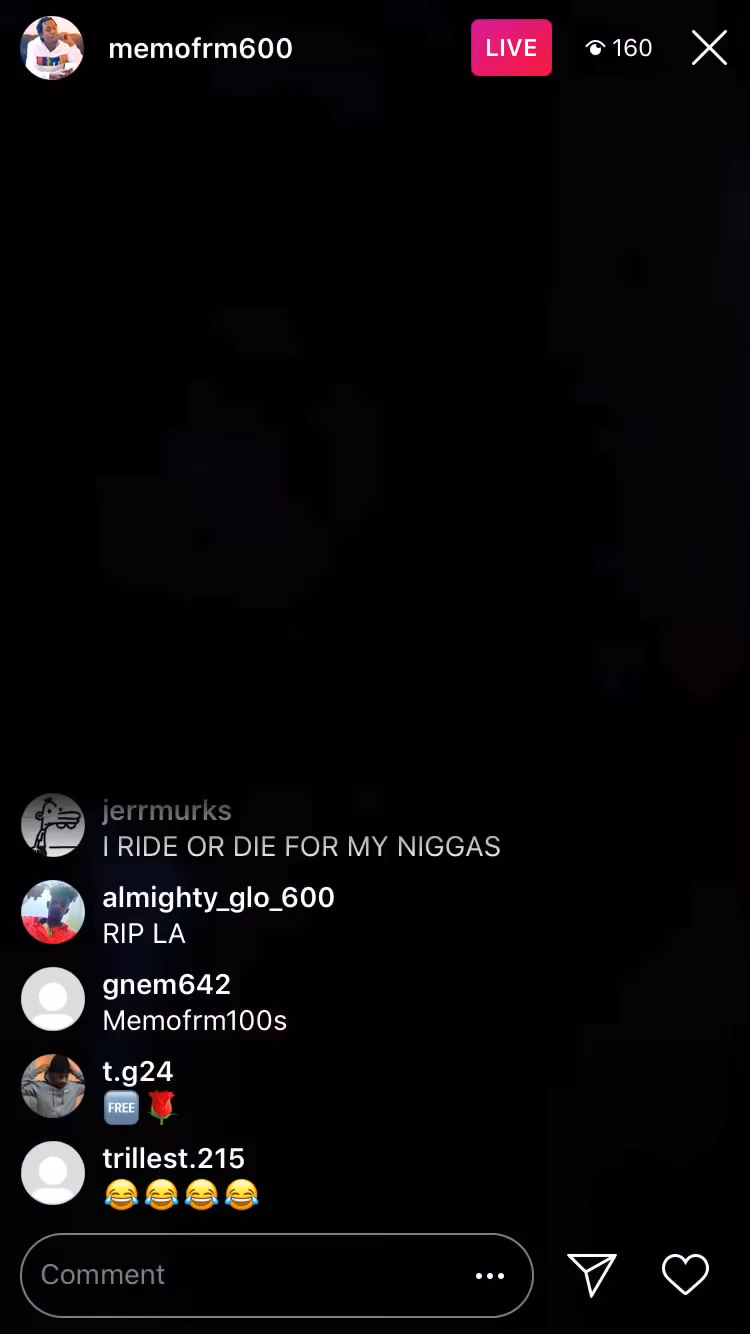 memofrm600
LIVE
160
jerrmurks
I RIDE OR DIE FOR MY NIGGAS
almighty_glo_600
RIP LA
gnem642
Memofrm100s
t.g24
🆓🌹
trillest.215
😂😂😂😂
Comment